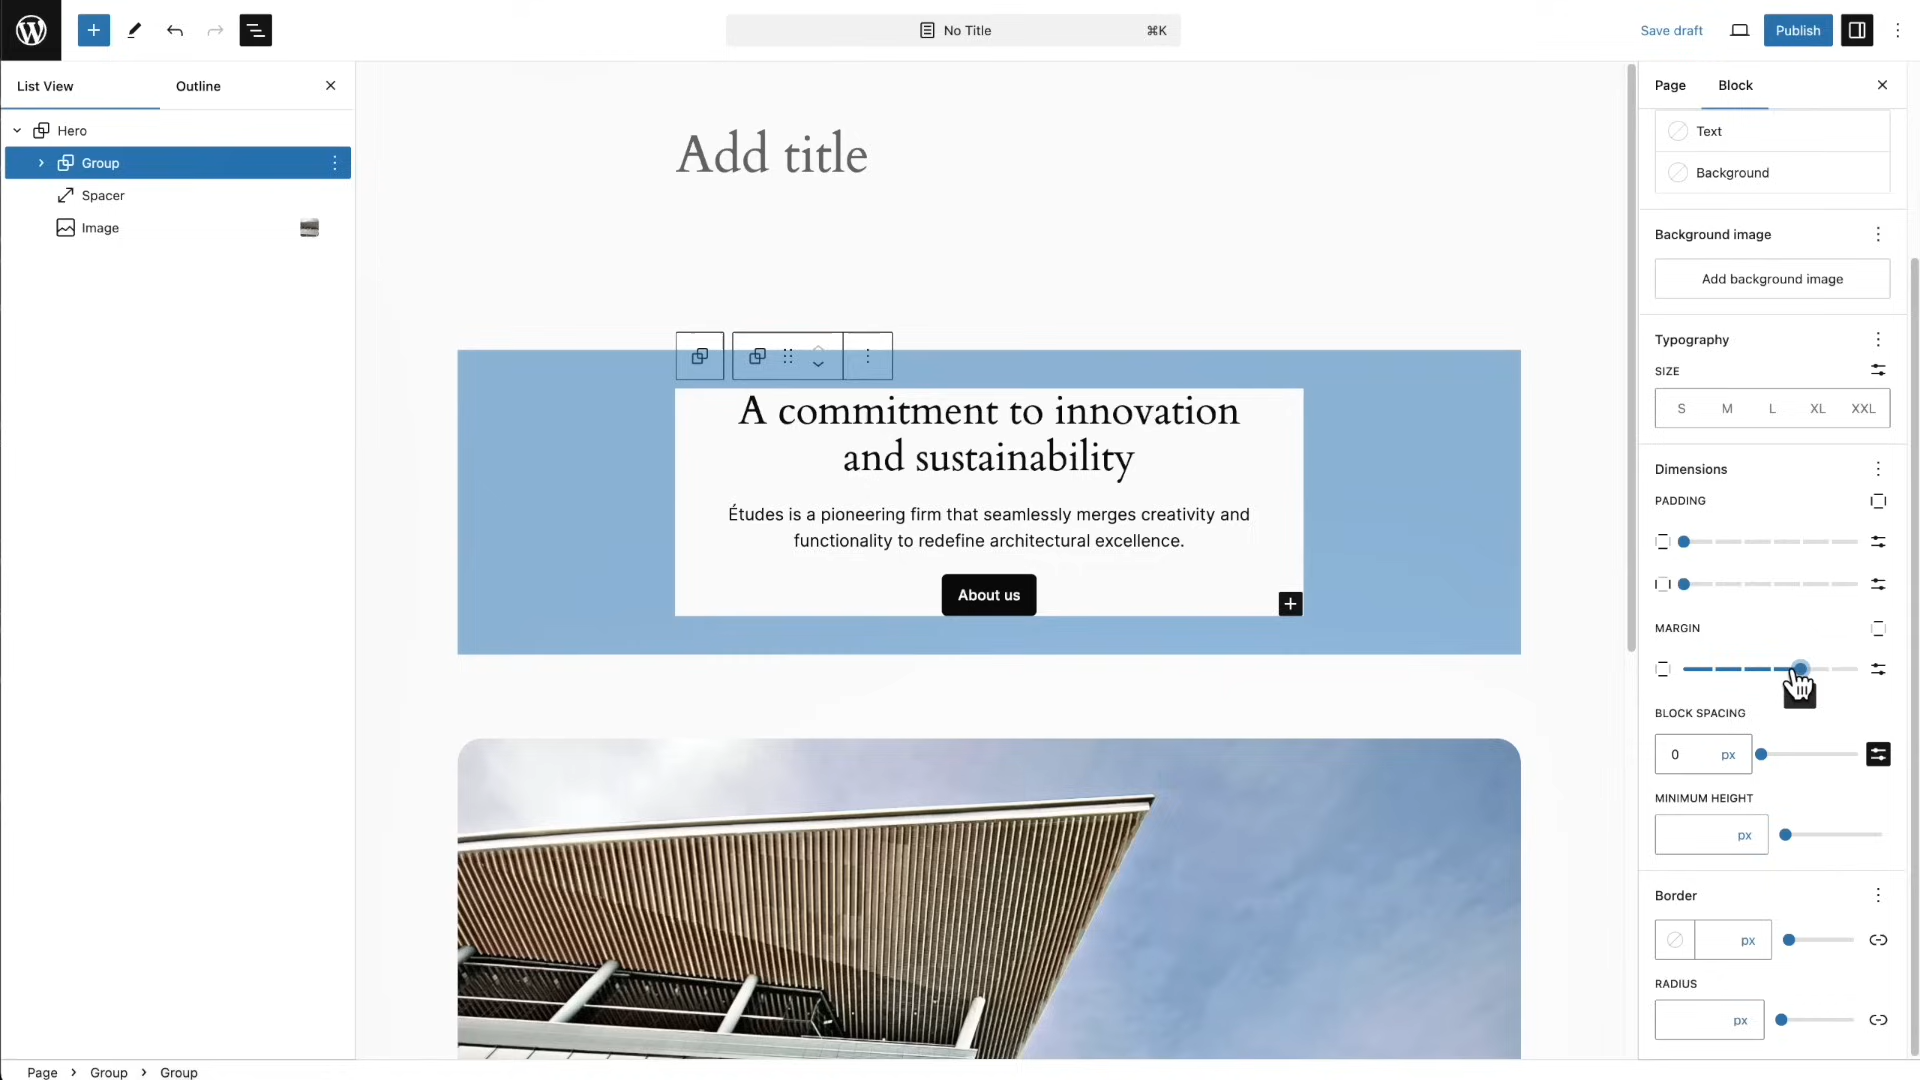 No Title
⌘K
Save draft
Publish
List View
Outline
Hero
Group
Spacer
Image
Add title
A commitment to innovation
and sustainability
Études is a pioneering firm that seamlessly merges creativity and
functionality to redefine architectural excellence.
About us
Page
Block
Text
Background
Background image
Add background image
Typography
SIZE
S M L XL XXL
Dimensions
PADDING
MARGIN
BLOCK SPACING
0 px
MINIMUM HEIGHT
px
Border
px
RADIUS
px
Page > Group > Group